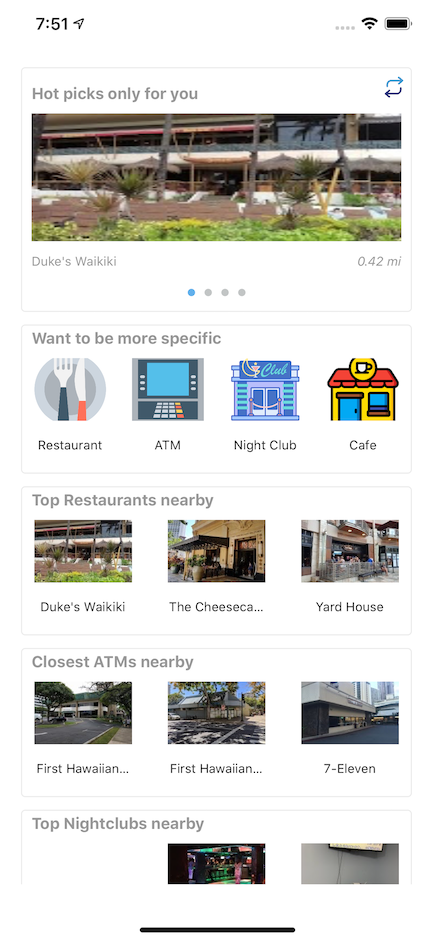 7:51
Hot picks only for you
Duke's Waikiki 0.42 mi
Want to be more specific
Club
Restaurant ATM Night Club Cafe
Top Restaurants nearby
Duke's Waikiki The Cheeseca... Yard House
Closest ATMs nearby
First Hawaiian... First Hawaiian... 7-Eleven
Top Nightclubs nearby